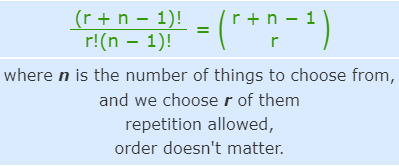 (r + n − 1)! / r!(n − 1)! = ( r + n − 1 r )
where n is the number of things to choose from,
and we choose r of them
repetition allowed,
order doesn't matter.